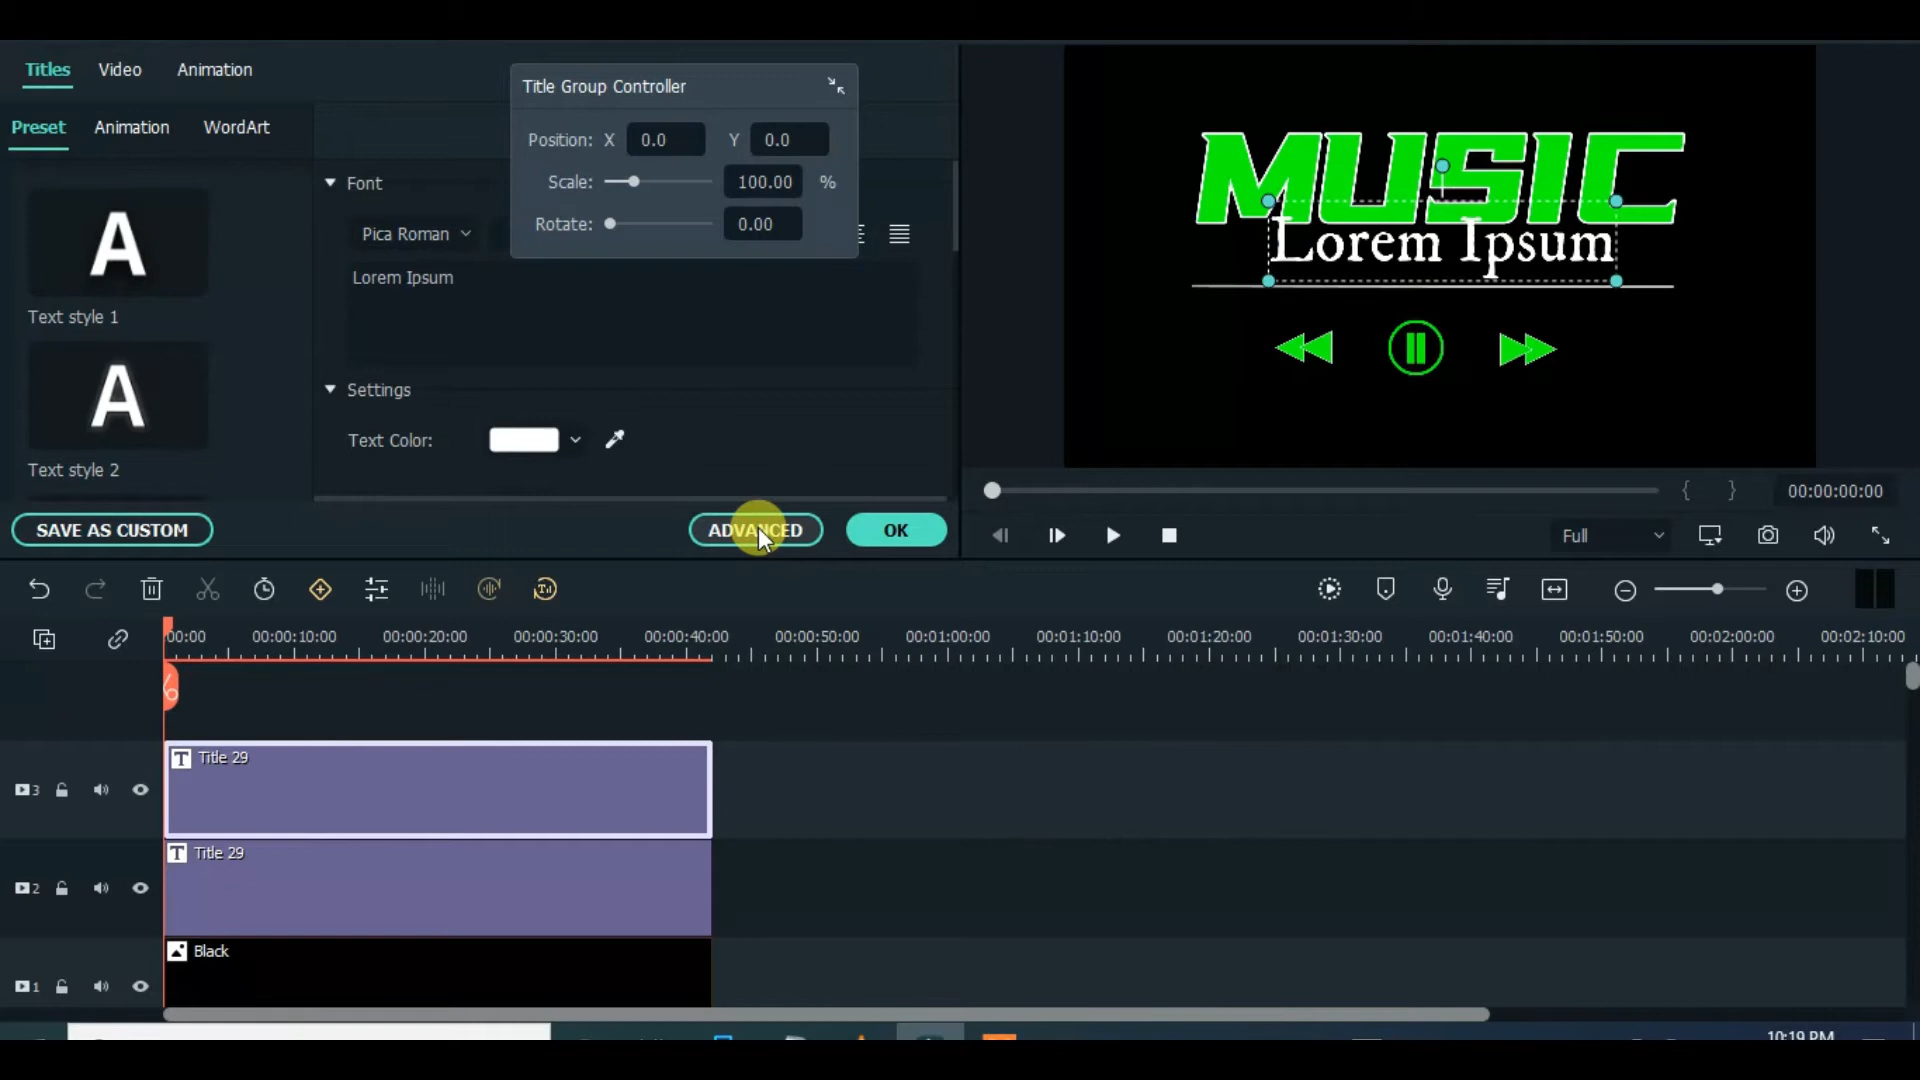 Titles Video Animation
Preset Animation WordArt
Title Group Controller
Position: X 0.0 Y 0.0
Scale: 100.00 %
Rotate: 0.00
Font
Pica Roman
Lorem Ipsum
Settings
Text Color:
A
Text style 1
A
Text style 2
SAVE AS CUSTOM
ADVANCED
OK
MUSIC
Lorem Ipsum
{ } 00:00:00:00
Full
00:00 00:00:10:00 00:00:20:00 00:00:30:00 00:00:40:00 00:00:50:00 00:01:00:00 00:01:10:00 00:01:20:00 00:01:30:00 00:01:40:00 00:01:50:00 00:02:00:00 00:02:10:00
T Title 29
3
T Title 29
2
Black
1
10:19 PM